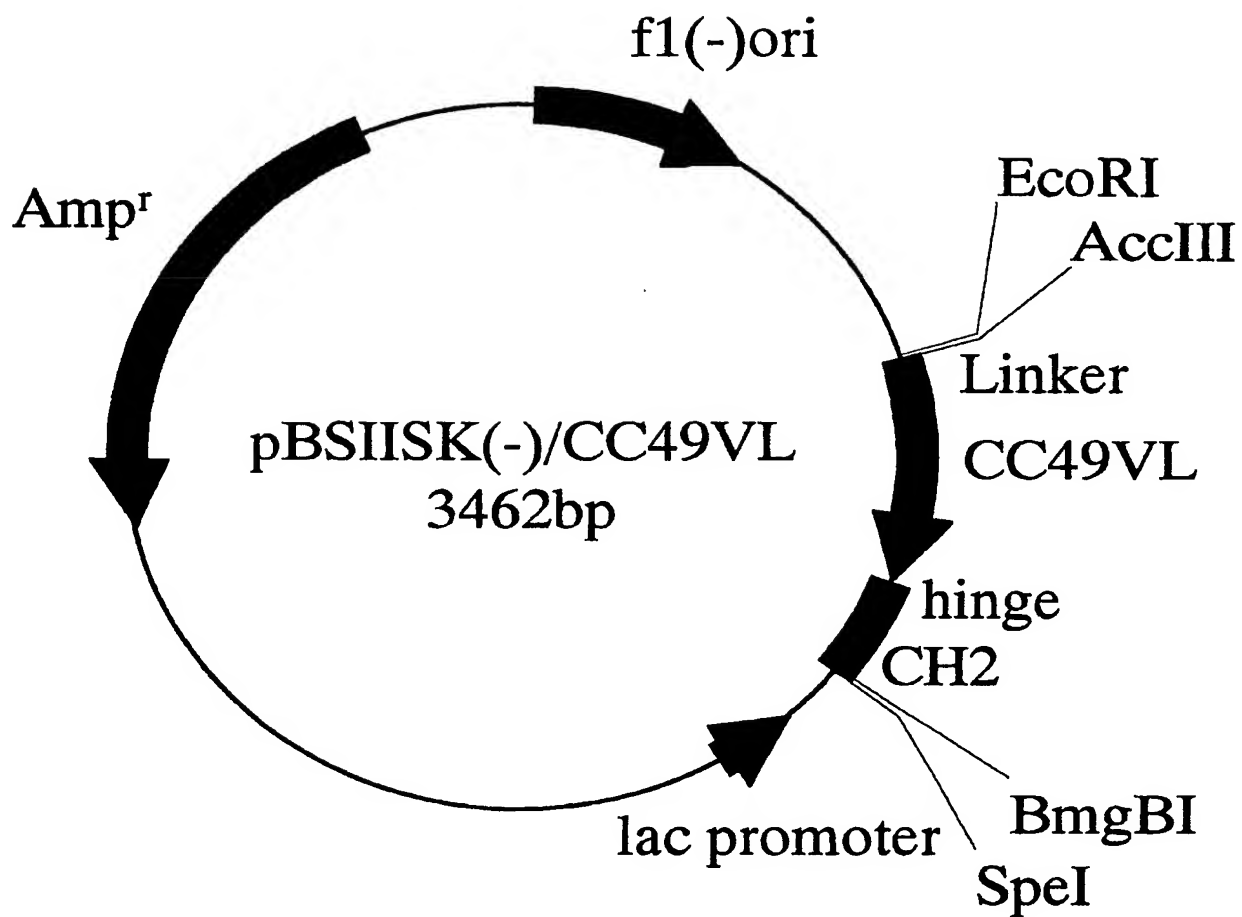 f1(-)ori
EcoRI
AccIII
Ampʳ
Linker
pBSIISK(-)/CC49VL
CC49VL
3462bp
hinge
CH2
BmgBI
lac promoter
SpeI